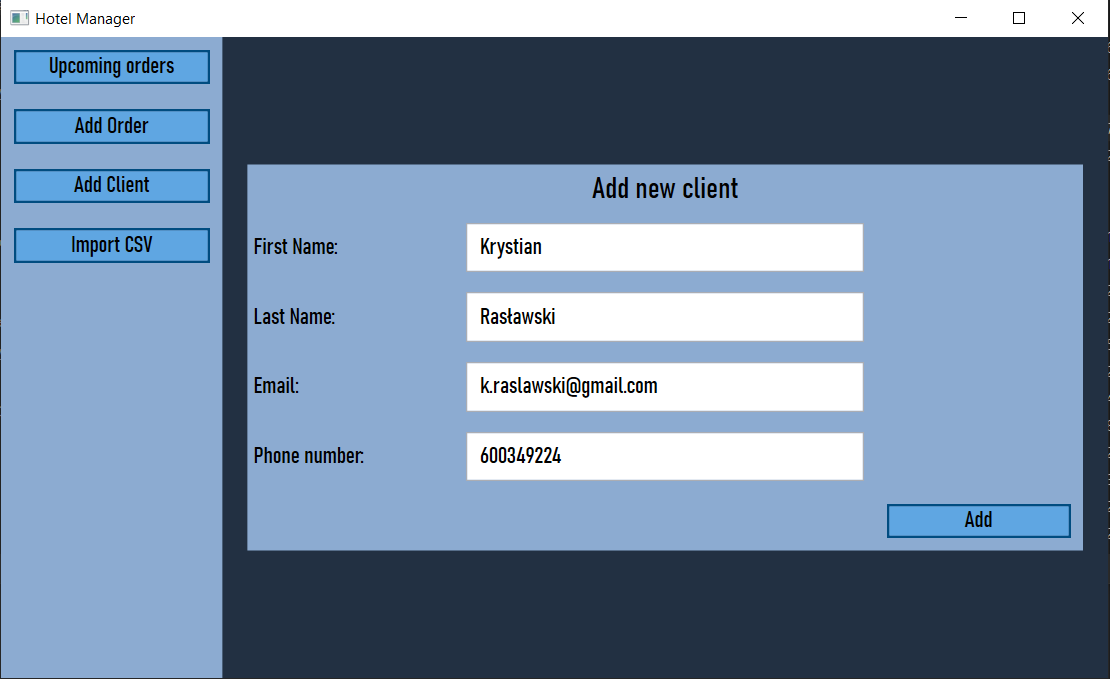 Hotel Manager
Upcoming orders
Add Order
Add Client
Import CSV
Add new client
First Name:
Krystian
Last Name:
Rasławski
Email:
k.raslawski@gmail.com
Phone number:
600349224
Add